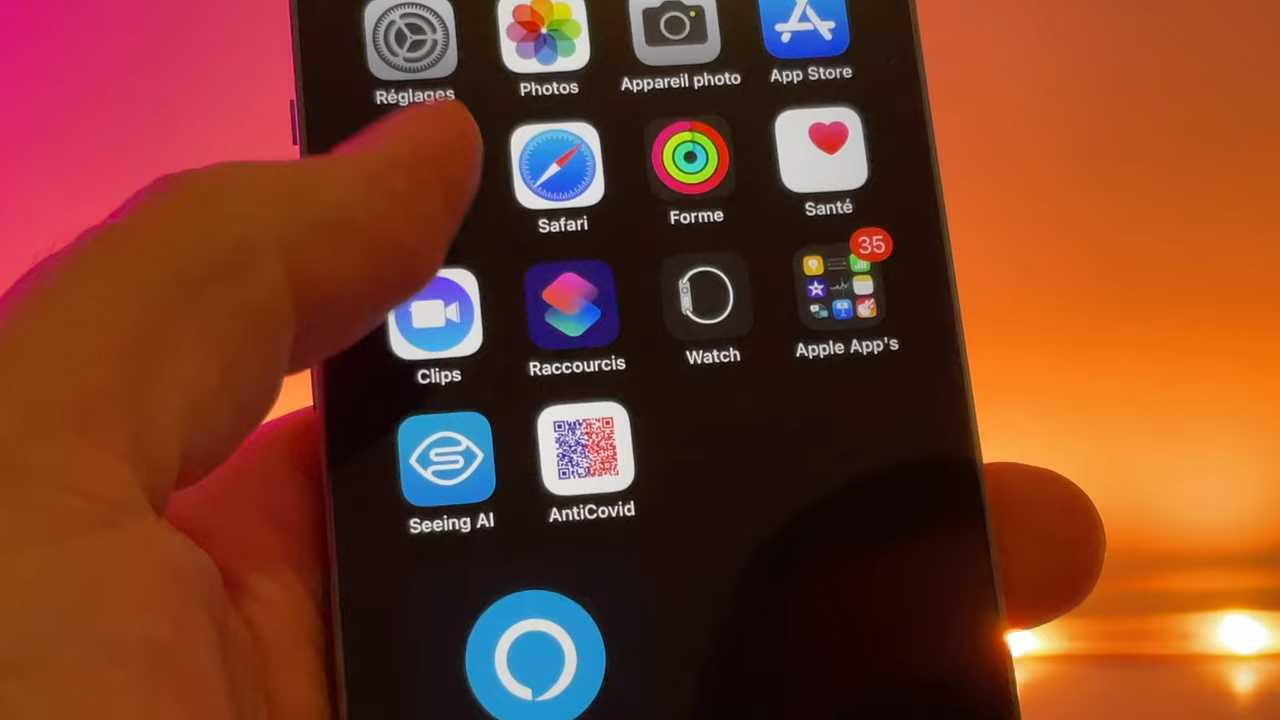 Réglages
Photos
Appareil photo
App Store
Safari
Forme
Santé
35
Clips
Raccourcis
Watch
Apple App's
Seeing AI
AntiCovid